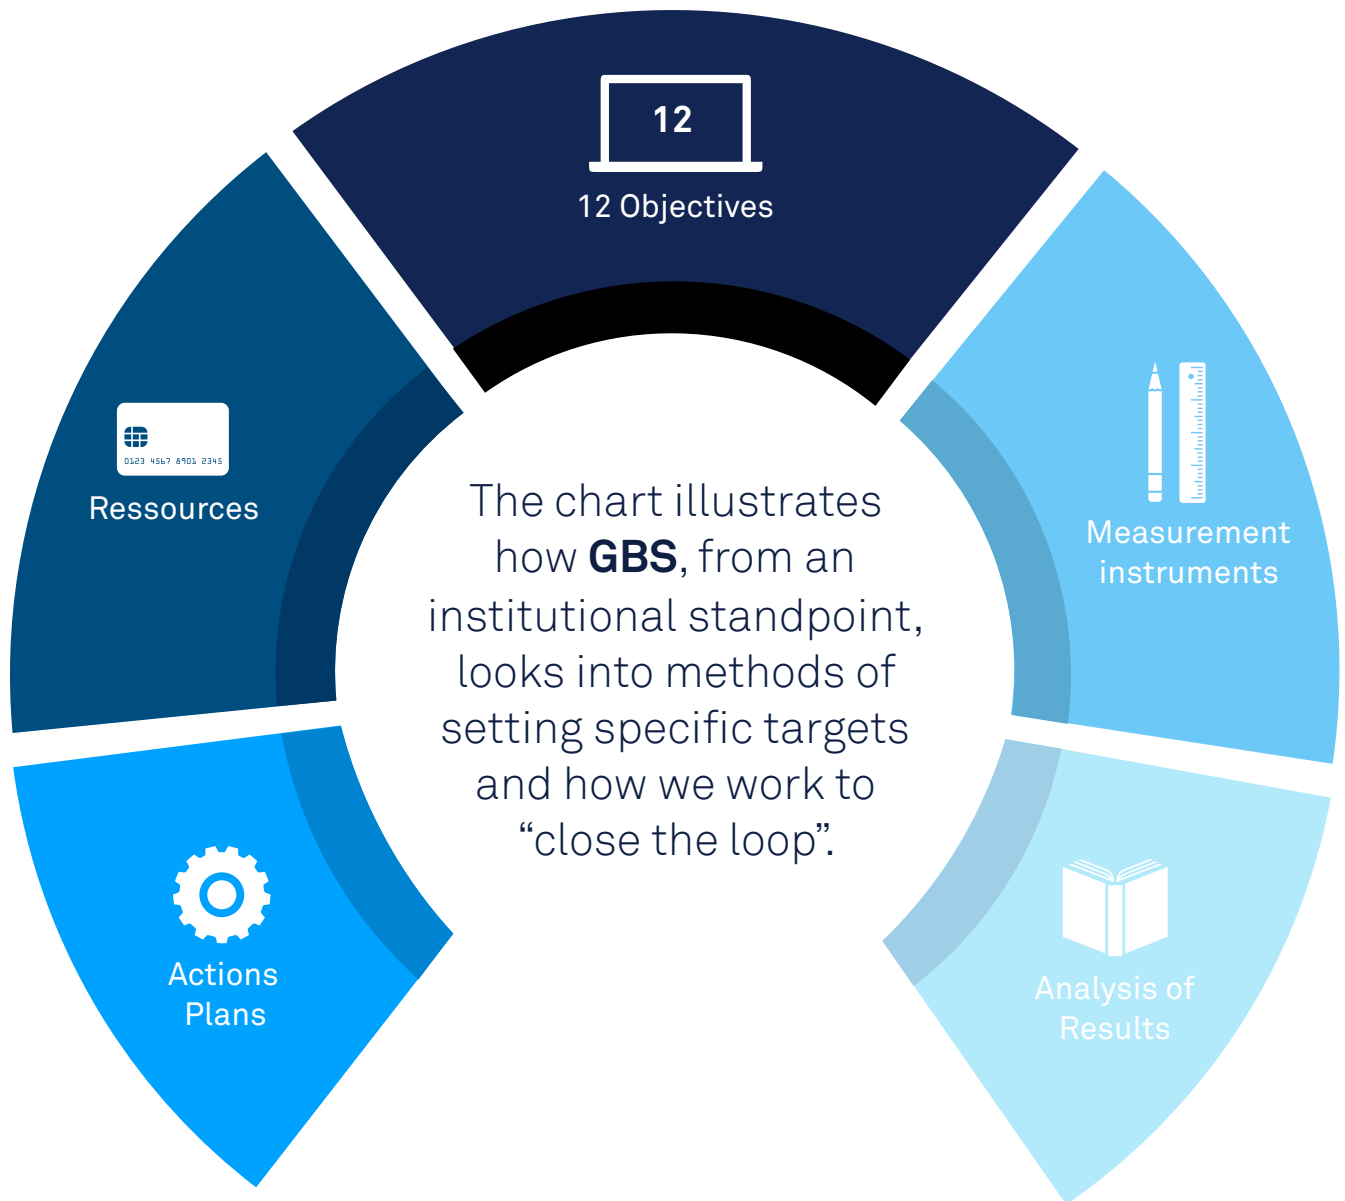 12
12 Objectives
Ressources
0123 4567 8901 2345
Measurement
instruments
The chart illustrates
how GBS, from an
institutional standpoint,
looks into methods of
setting specific targets
and how we work to
“close the loop”.
Actions
Plans
Analysis of
Results